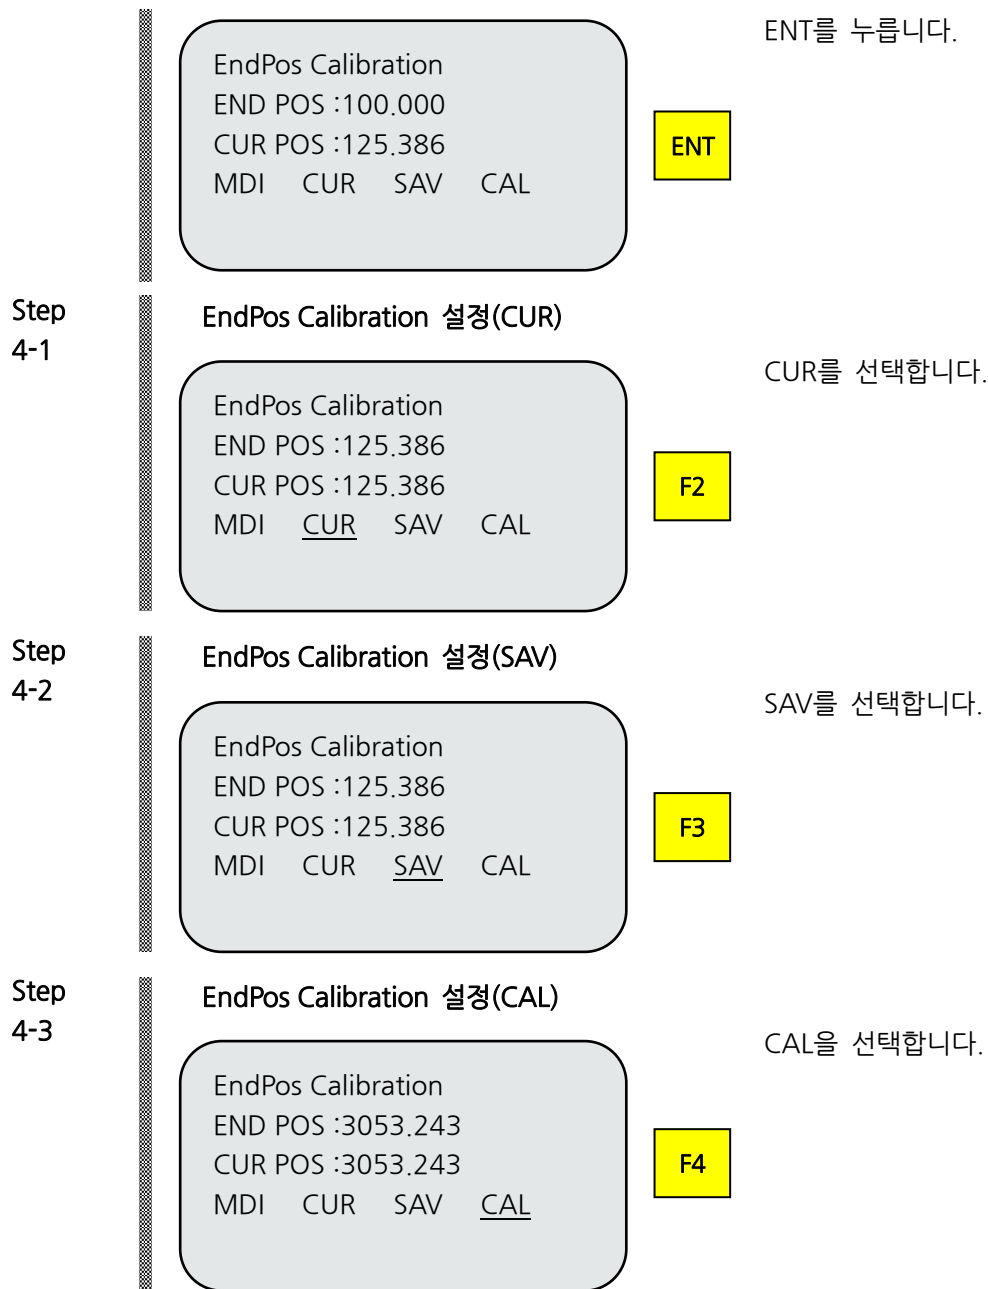 ENT를 누릅니다.
EndPos Calibration
END POS :100.000
CUR POS :125.386
MDI CUR SAV CAL
ENT
Step
4-1
EndPos Calibration 설정(CUR)
CUR를 선택합니다.
EndPos Calibration
END POS :125.386
CUR POS :125.386
MDI CUR SAV CAL
F2
Step
4-2
EndPos Calibration 설정(SAV)
SAV를 선택합니다.
EndPos Calibration
END POS :125.386
CUR POS :125.386
MDI CUR SAV CAL
F3
Step
4-3
EndPos Calibration 설정(CAL)
CAL을 선택합니다.
EndPos Calibration
END POS :3053.243
CUR POS :3053.243
MDI CUR SAV CAL
F4